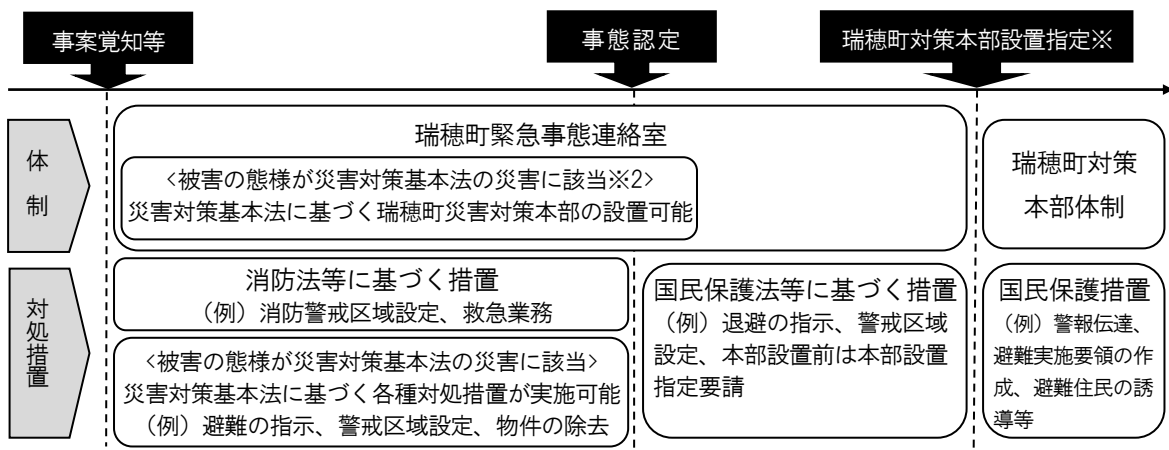 事案覚知等
事態認定
瑞穂町対策本部設置指定※
体制
瑞穂町緊急事態連絡室
<被害の態様が災害対策基本法の災害に該当※2>
災害対策基本法に基づく瑞穂町災害対策本部の設置可能
瑞穂町対策
本部体制
対処措置
消防法等に基づく措置
（例）消防警戒区域設定、救急業務
<被害の態様が災害対策基本法の災害に該当>
災害対策基本法に基づく各種対処措置が実施可能
（例）避難の指示、警戒区域設定、物件の除去
国民保護法等に基づく措置
（例）退避の指示、警戒区域
設定、本部設置前は本部設置
指定要請
国民保護措置
（例）警報伝達、
避難実施要領の作
成、避難住民の誘
導等